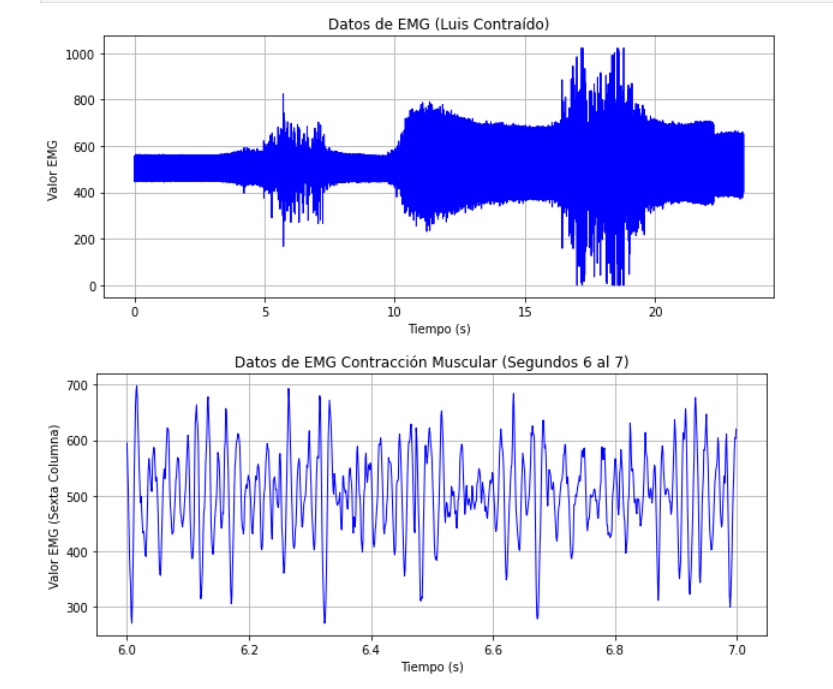 Datos de EMG (Luis Contraído)
1000
800
600
400
200
0
Valor EMG
0 5 10 15 20
Tiempo (s)
Datos de EMG Contracción Muscular (Segundos 6 al 7)
700
600
500
400
300
Valor EMG (Sexta Columna)
6.0 6.2 6.4 6.6 6.8 7.0
Tiempo (s)